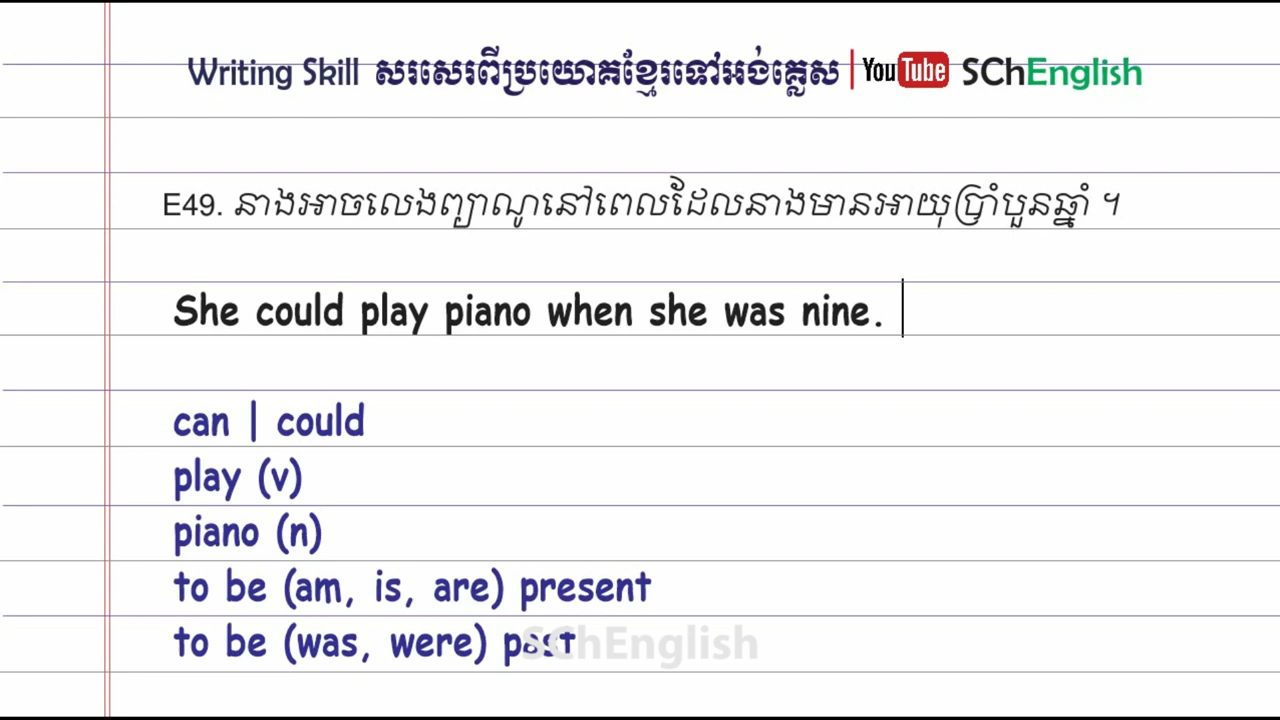 Writing Skill សរសេរពីប្រយោគខ្មែរទៅអង់គ្លេស | YouTube SChEnglish
E49. នាងអាចលេងព្យាណូនៅពេលដែលនាងមានអាយុប្រាំបួនឆ្នាំ ។
She could play piano when she was nine.
can | could
play (v)
piano (n)
to be (am, is, are) present
to be (was, were) past
SChEnglish